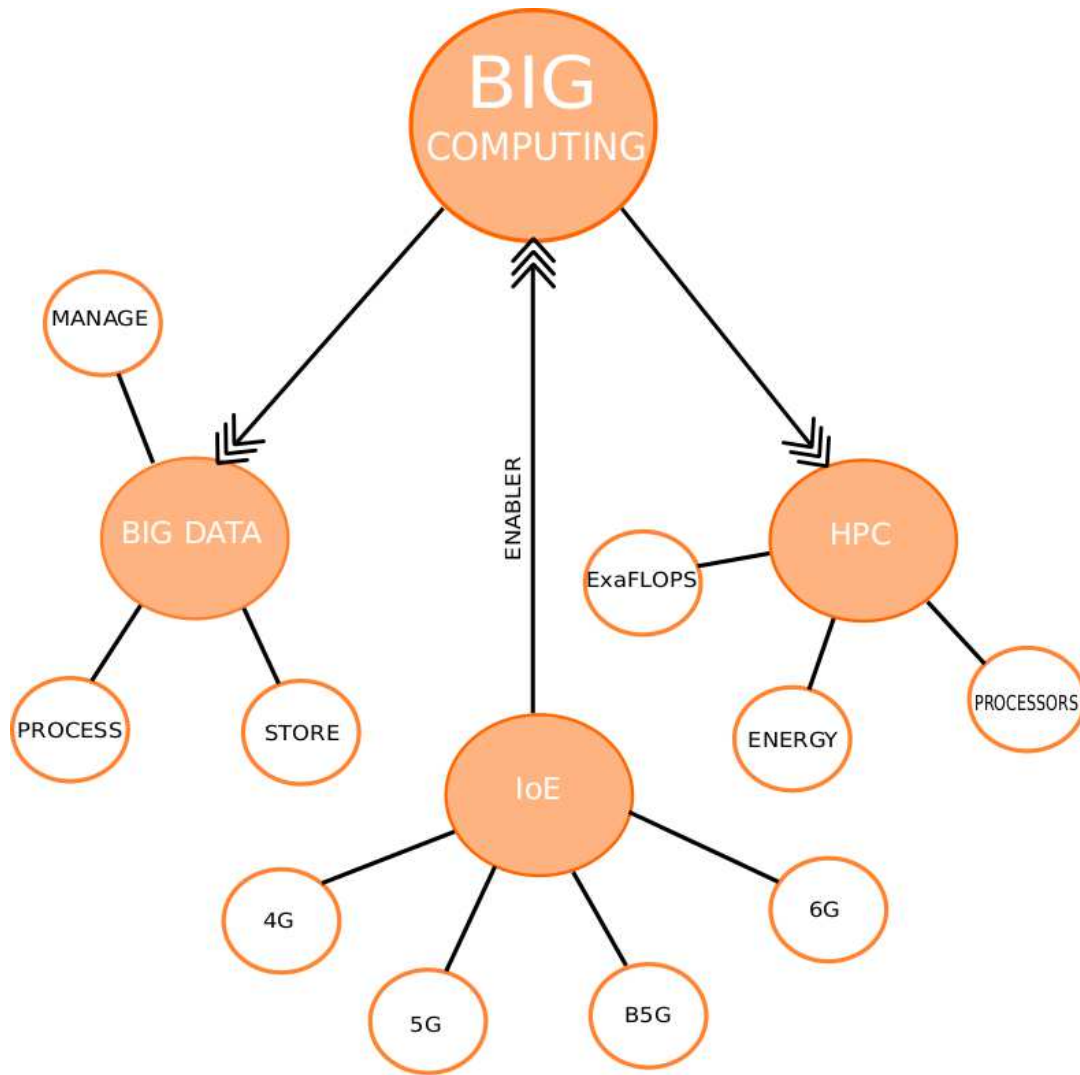 BIG
COMPUTING
MANAGE
BIG DATA
ENABLER
HPC
ExaFLOPS
PROCESS
STORE
ENERGY
PROCESSORS
IoE
4G
5G
B5G
6G